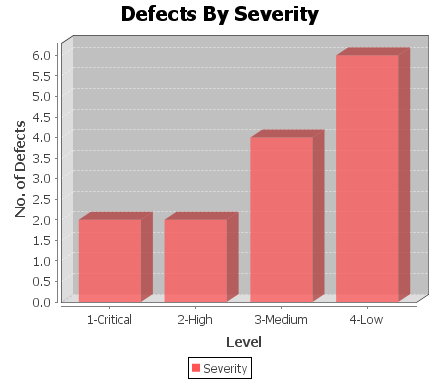 Defects By Severity
No. of Defects
6.0
5.5
5.0
4.5
4.0
3.5
3.0
2.5
2.0
1.5
1.0
0.5
0.0
1-Critical 2-High 3-Medium 4-Low
Level
Severity